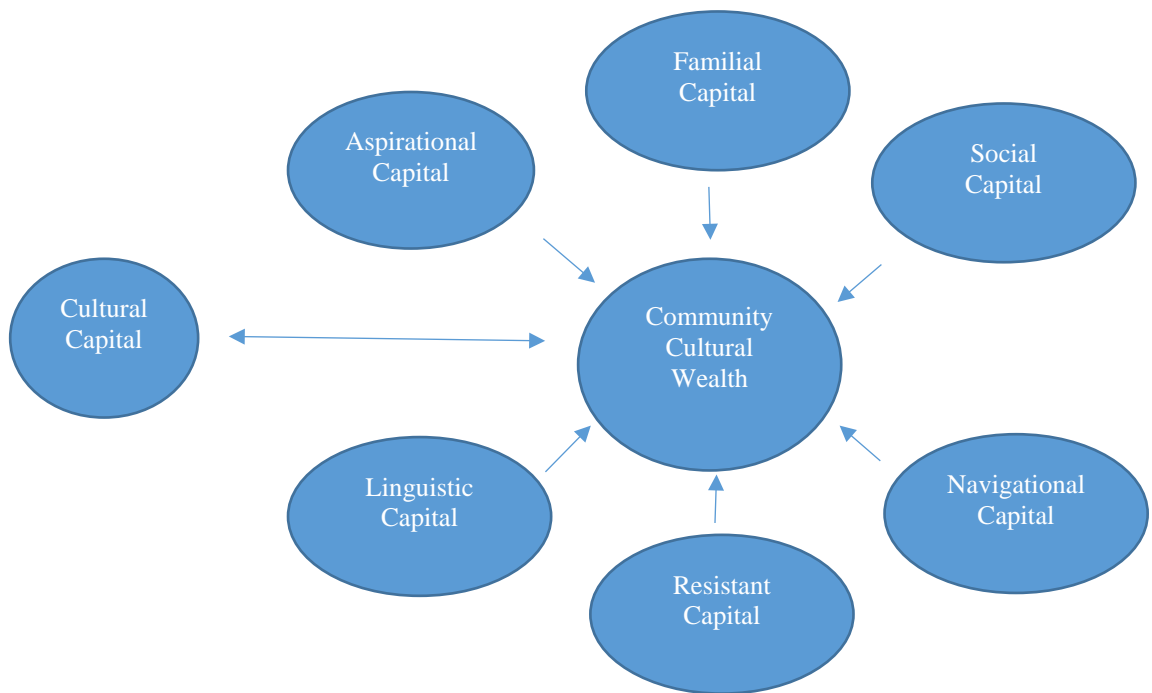 Familial
Capital
Aspirational
Capital
Social
Capital
Cultural
Capital
Community
Cultural
Wealth
Linguistic
Capital
Navigational
Capital
Resistant
Capital